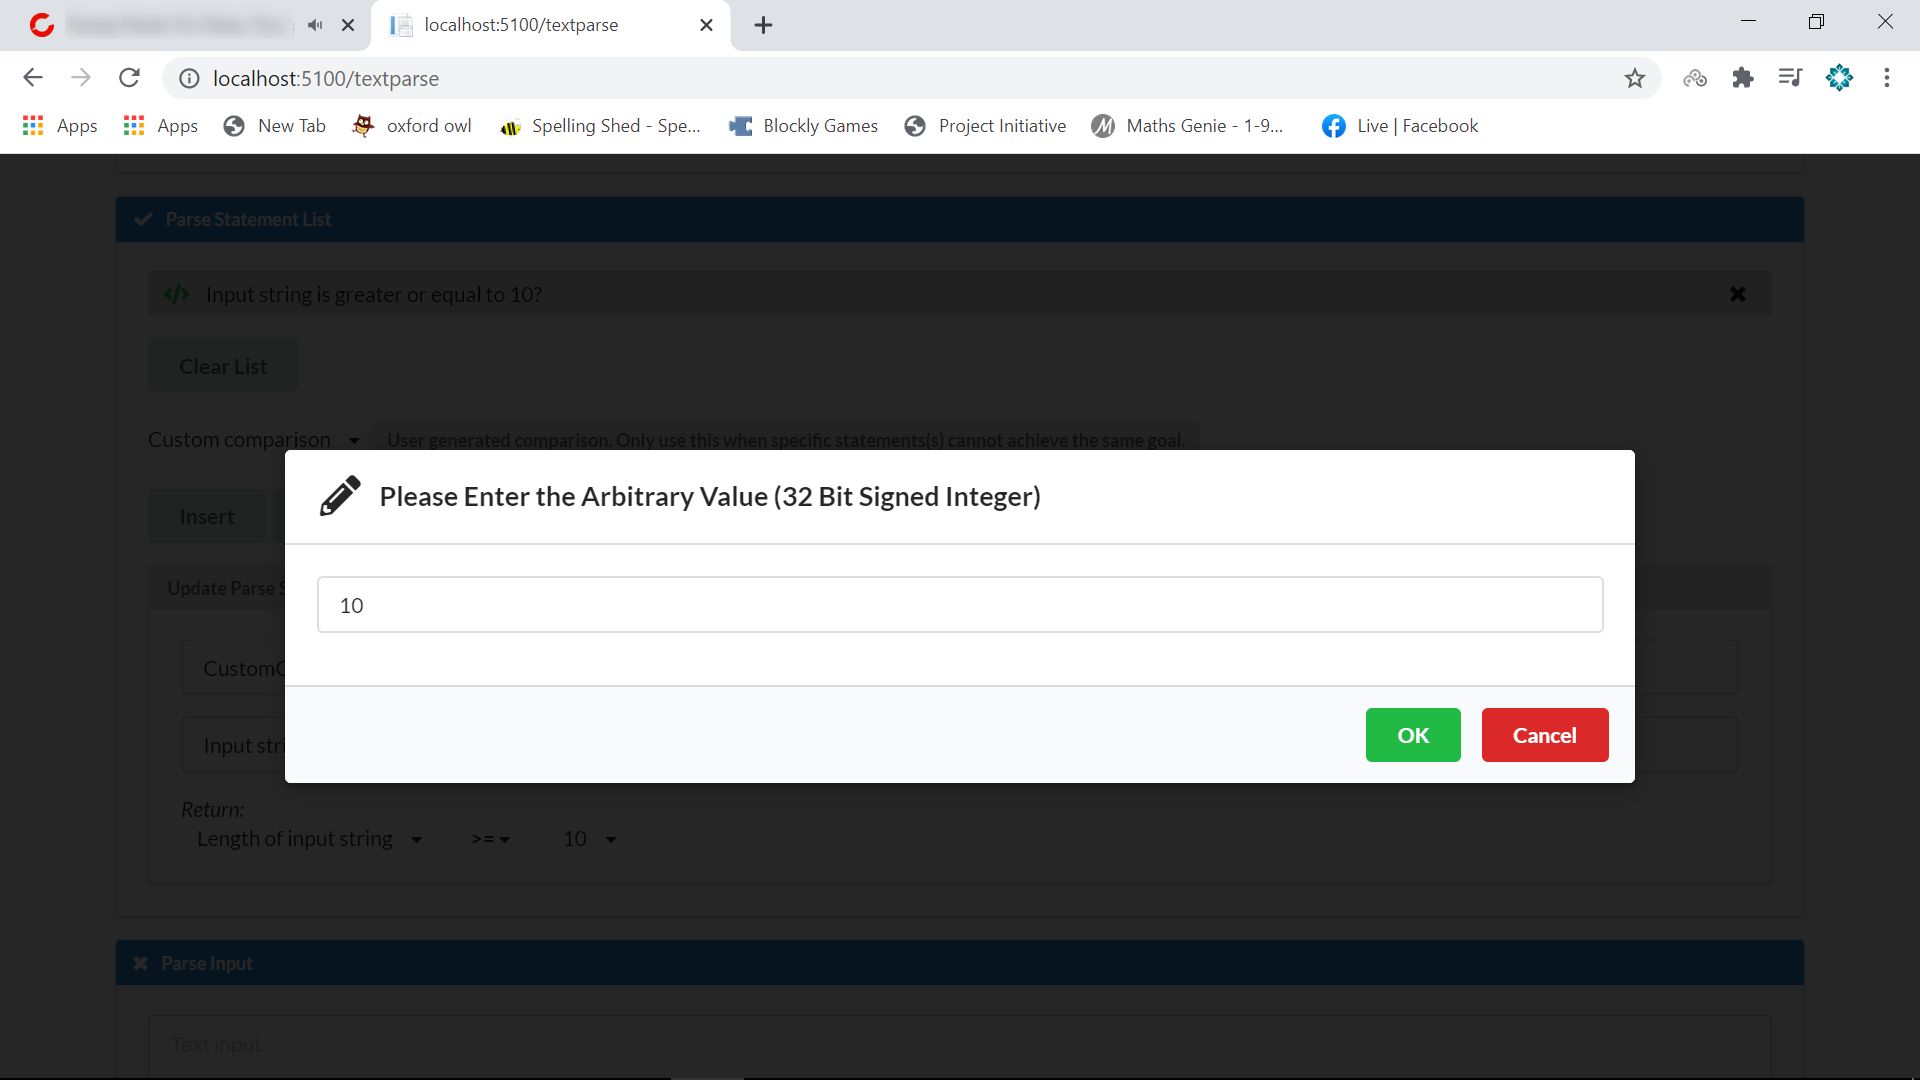 localhost:5100/textparse
localhost:5100/textparse
Apps
Apps
New Tab
oxford owl
Spelling Shed - Spe...
Blockly Games
Project Initiative
Maths Genie - 1-9...
Live | Facebook
Parse Statement List
Input string is greater or equal to 10?
Clear List
Custom comparison
User generated comparison. Only use this when specific statements(s) cannot achieve the same goal.
Please Enter the Arbitrary Value (32 Bit Signed Integer)
Insert
Update Parse
10
Input stri
OK Cancel
Return:
Length of input string >= 10
Parse Input
Text input..